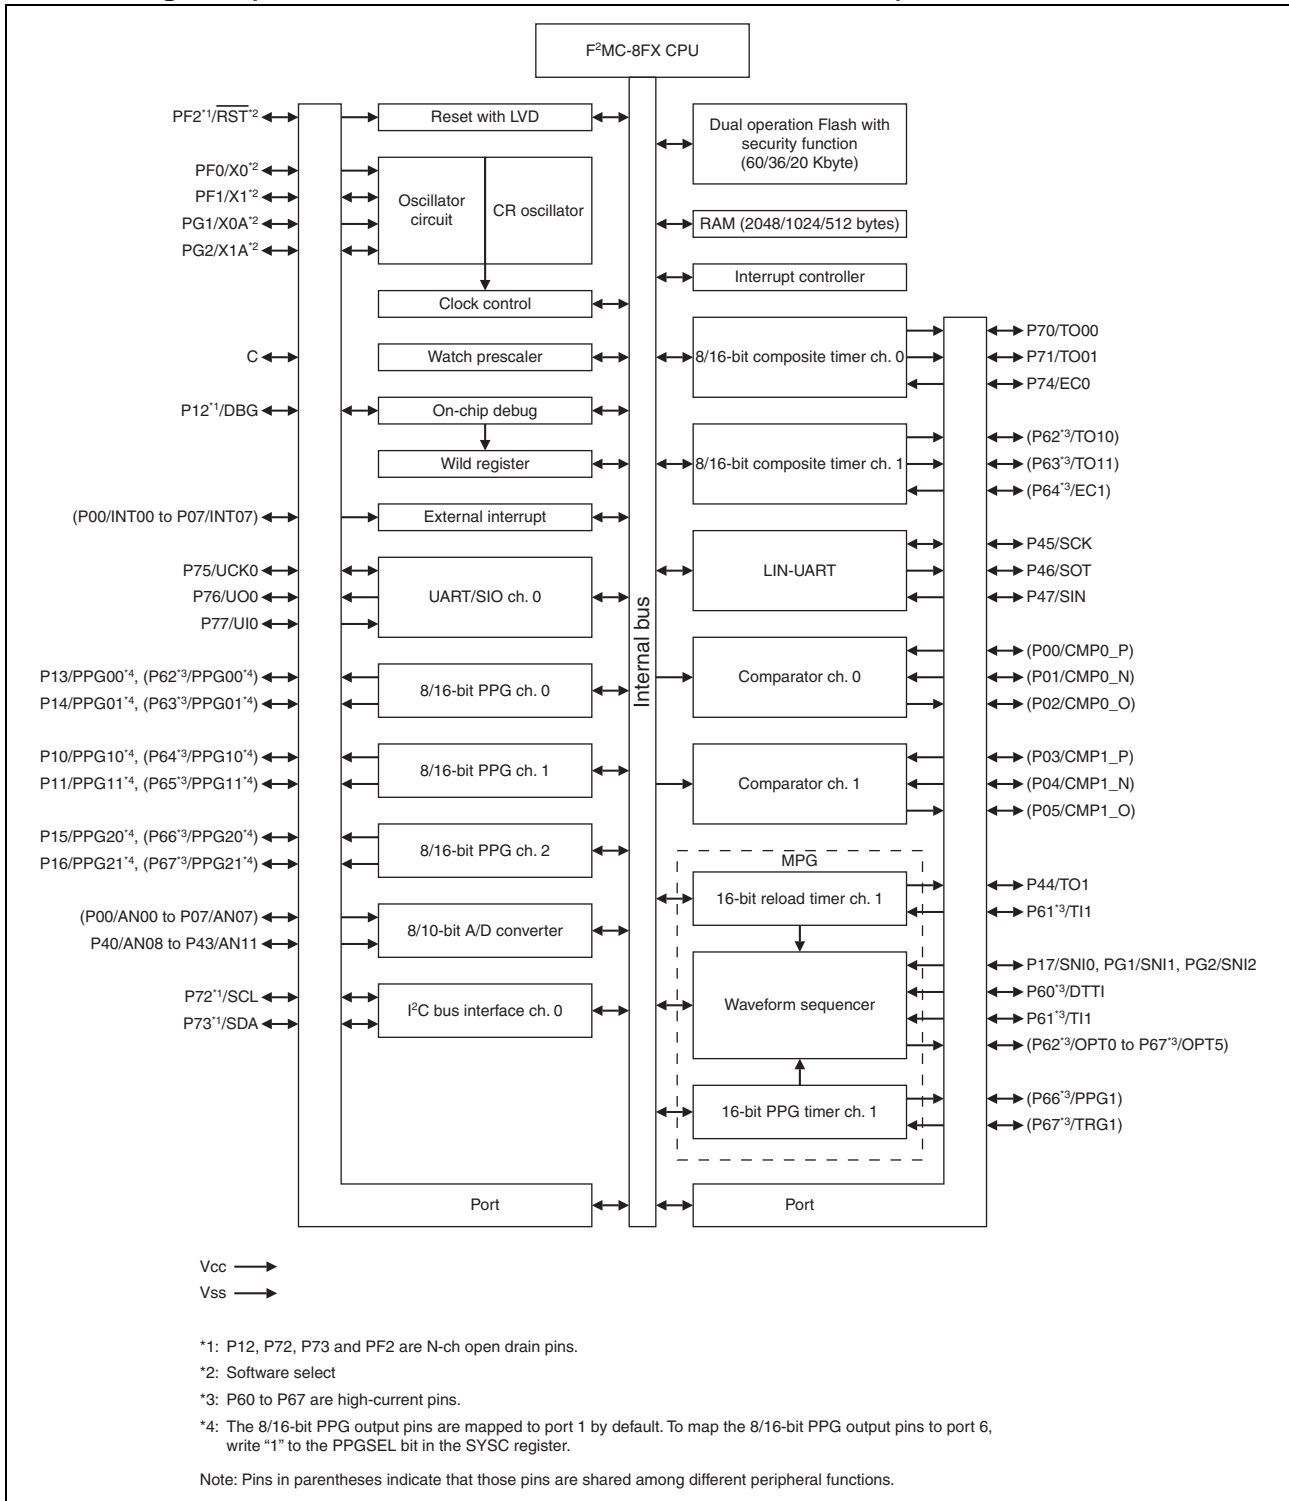 F²MC-8FX CPU
PF2*1/RST*2
Reset with LVD
Dual operation Flash with
security function
(60/36/20 Kbyte)
PF0/X0*2
PF1/X1*2
PG1/X0A*2
PG2/X1A*2
Oscillator
circuit
CR oscillator
RAM (2048/1024/512 bytes)
Interrupt controller
Clock control
C
Watch prescaler
8/16-bit composite timer ch. 0
P70/TO00
P71/TO01
P74/EC0
P12*1/DBG
On-chip debug
Wild register
8/16-bit composite timer ch. 1
(P62*3/TO10)
(P63*3/TO11)
(P64*3/EC1)
(P00/INT00 to P07/INT07)
External interrupt
P75/UCK0
P76/UO0
P77/UI0
UART/SIO ch. 0
Internal bus
LIN-UART
P45/SCK
P46/SOT
P47/SIN
P13/PPG00*4, (P62*3/PPG00*4)
P14/PPG01*4, (P63*3/PPG01*4)
8/16-bit PPG ch. 0
Comparator ch. 0
(P00/CMP0_P)
(P01/CMP0_N)
(P02/CMP0_O)
P10/PPG10*4, (P64*3/PPG10*4)
P11/PPG11*4, (P65*3/PPG11*4)
8/16-bit PPG ch. 1
Comparator ch. 1
(P03/CMP1_P)
(P04/CMP1_N)
(P05/CMP1_O)
P15/PPG20*4, (P66*3/PPG20*4)
P16/PPG21*4, (P67*3/PPG21*4)
8/16-bit PPG ch. 2
MPG
16-bit reload timer ch. 1
P44/TO1
P61*3/TI1
(P00/AN00 to P07/AN07)
P40/AN08 to P43/AN11
8/10-bit A/D converter
Waveform sequencer
P17/SNI0, PG1/SNI1, PG2/SNI2
P60*3/DTTI
P61*3/TI1
(P62*3/OPT0 to P67*3/OPT5)
P72*1/SCL
P73*1/SDA
I²C bus interface ch. 0
16-bit PPG timer ch. 1
(P66*3/PPG1)
(P67*3/TRG1)
Port
Port
Vcc
Vss
*1: P12, P72, P73 and PF2 are N-ch open drain pins.
*2: Software select
*3: P60 to P67 are high-current pins.
*4: The 8/16-bit PPG output pins are mapped to port 1 by default. To map the 8/16-bit PPG output pins to port 6,
write “1” to the PPGSEL bit in the SYSC register.
Note: Pins in parentheses indicate that those pins are shared among different peripheral functions.